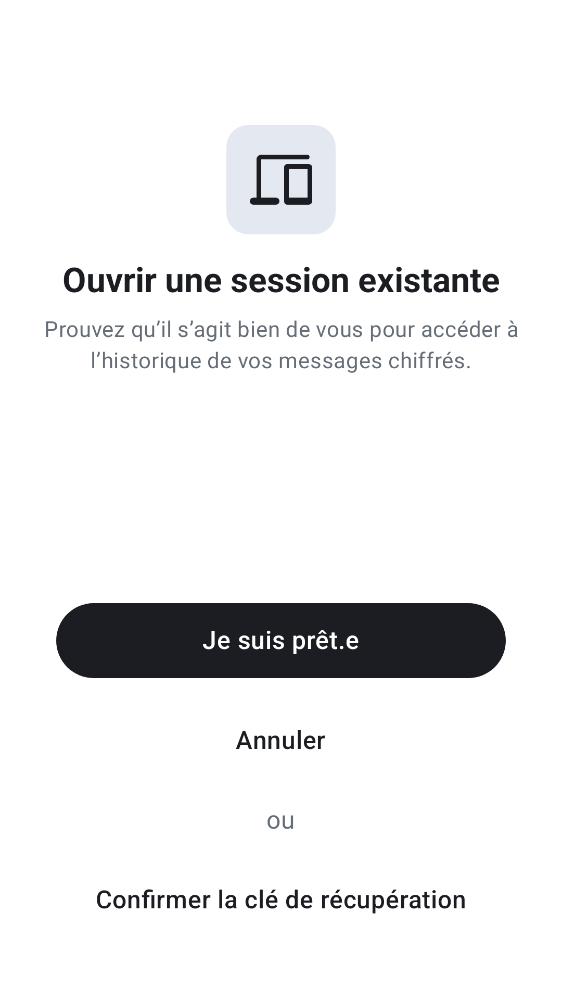 Ouvrir une session existante
Prouvez qu’il s’agit bien de vous pour accéder à
l’historique de vos messages chiffrés.
Je suis prêt.e
Annuler
ou
Confirmer la clé de récupération